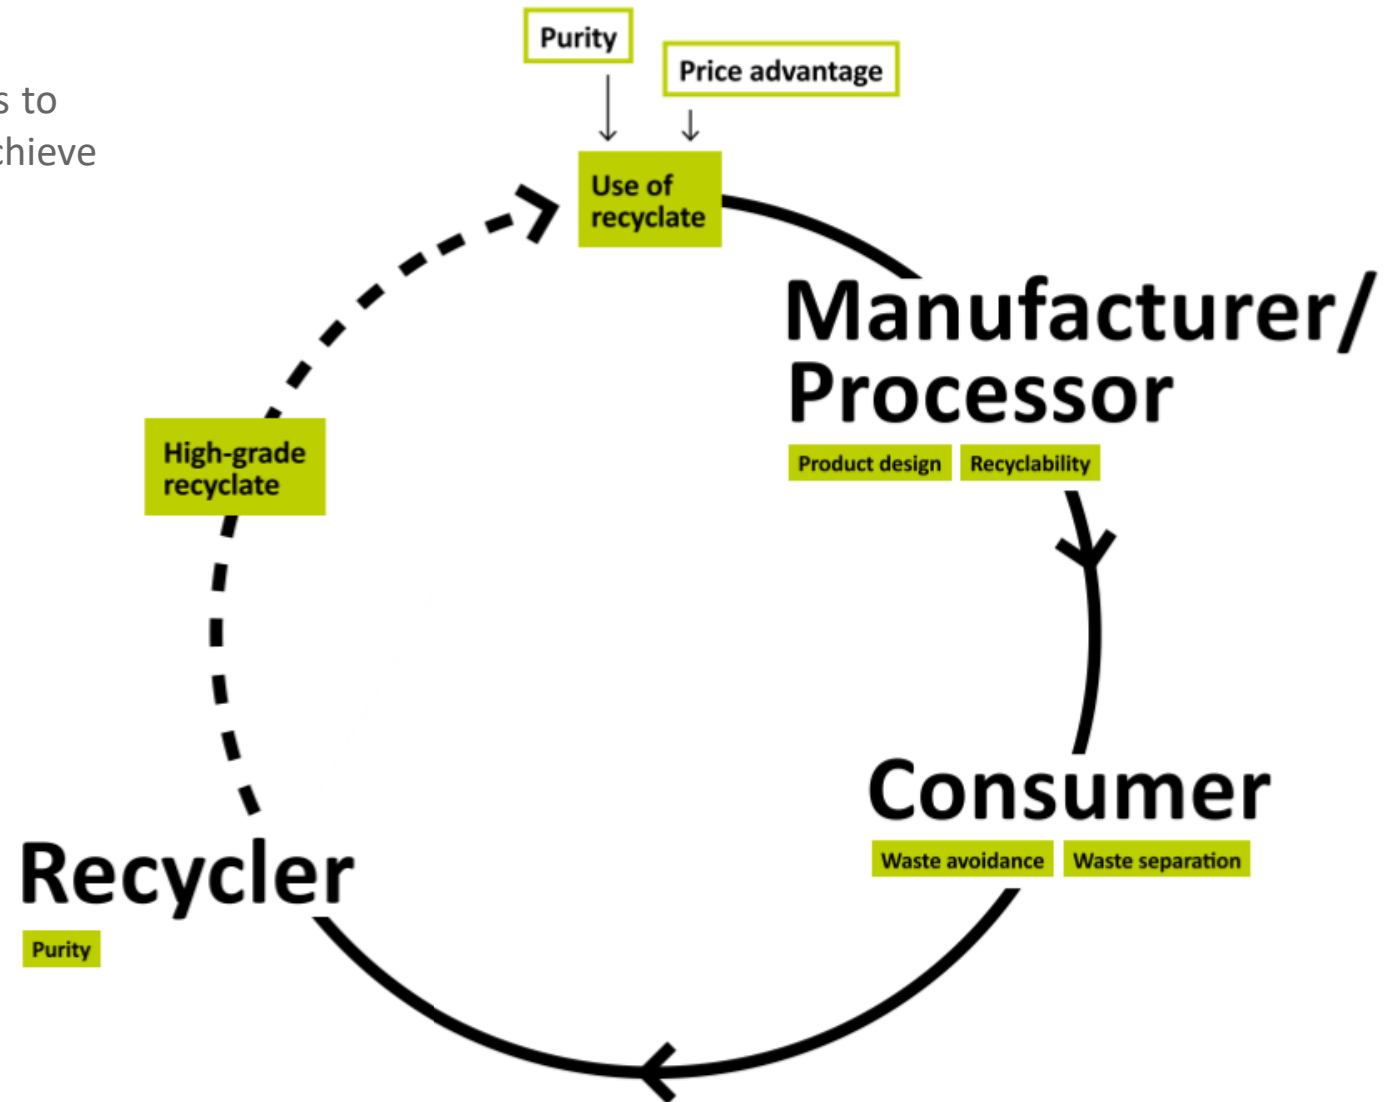 Purity
Price advantage
s to
chieve
Use of
recyclate
Manufacturer/
Processor
Product design
Recyclability
High-grade
recyclate
Consumer
Waste avoidance
Waste separation
Recycler
Purity